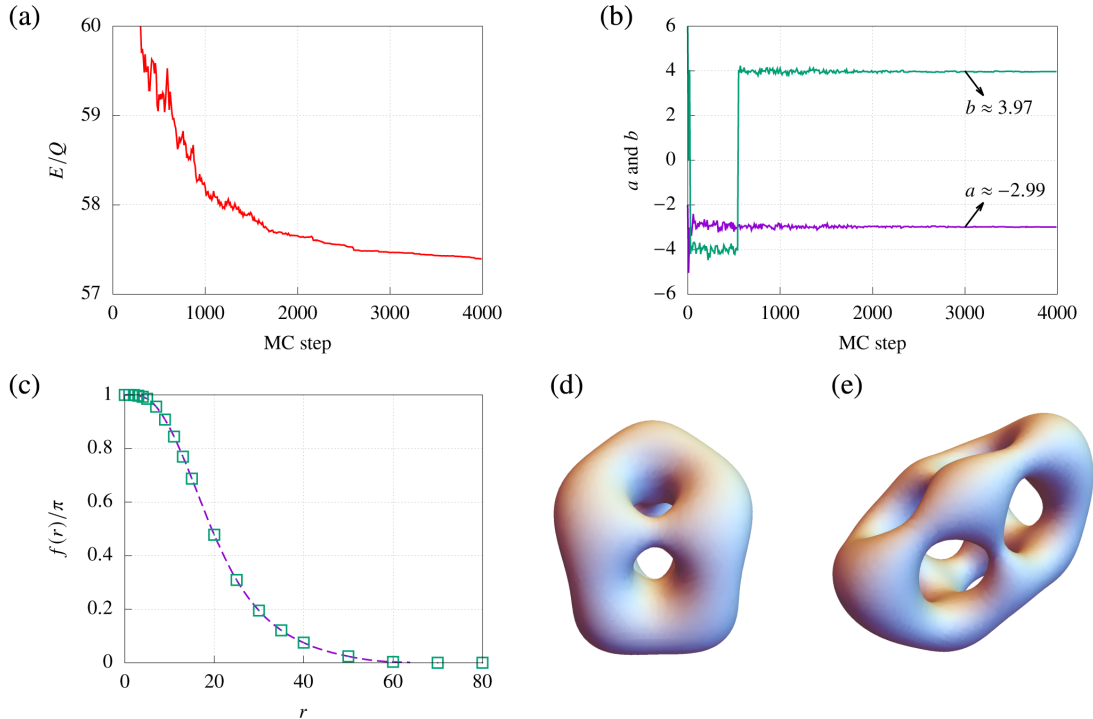 (a)
60
59
58
57
E/Q
0 1000 2000 3000 4000
MC step
(b)
6
4
2
0
−2
−4
−6
a and b
b ≈ 3.97
a ≈ −2.99
0 1000 2000 3000 4000
MC step
(c)
1
0.8
0.6
0.4
0.2
0
f(r)/π
0 20 40 60 80
r
(d)
(e)